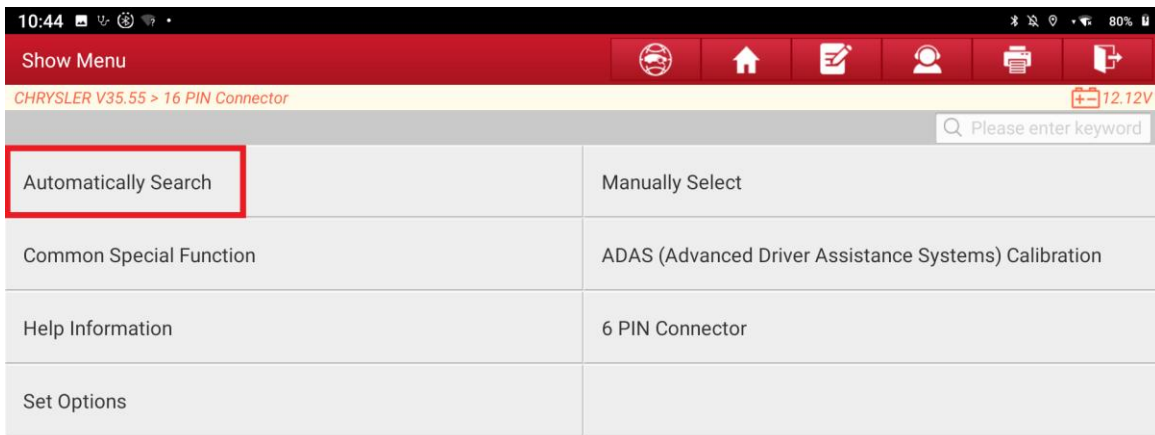 10:44
80%
Show Menu
CHRYSLER V35.55 > 16 PIN Connector
12.12V
Please enter keyword
Automatically Search
Manually Select
Common Special Function
ADAS (Advanced Driver Assistance Systems) Calibration
Help Information
6 PIN Connector
Set Options